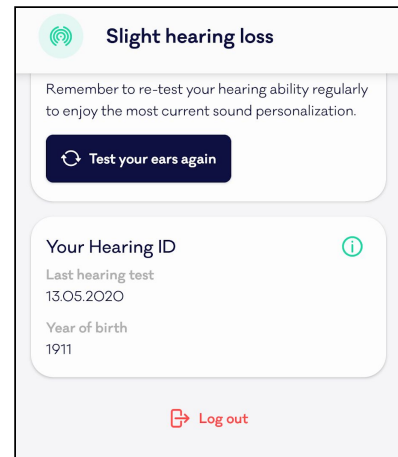 Slight hearing loss
Remember to re-test your hearing ability regularly
to enjoy the most current sound personalization.
Test your ears again
Your Hearing ID
Last hearing test
13.05.2020
Year of birth
1911
Log out